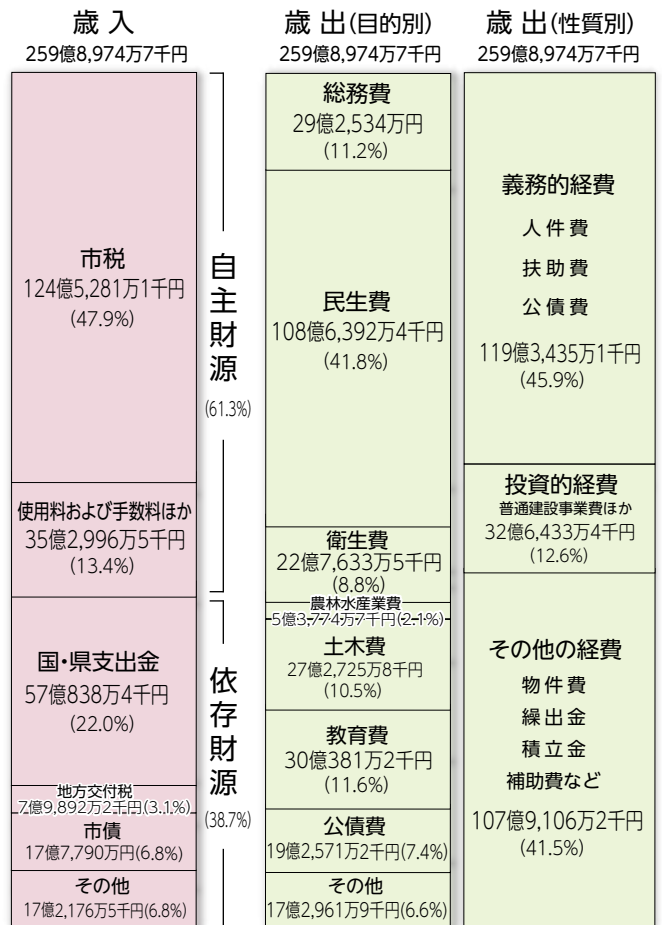 歳入
259億8,974万7千円
市税
124億5,281万1千円
(47.9%)
使用料および手数料ほか
35億2,996万5千円
(13.4%)
国・県支出金
57億838万4千円
(22.0%)
地方交付税
7億9,892万2千円(3.1%)
市債
17億7,790万円(6.8%)
その他
17億2,176万5千円(6.8%)
自主財源
(61.3%)
依存財源
(38.7%)
歳出(目的別)
259億8,974万7千円
総務費
29億2,534万円
(11.2%)
民生費
108億6,392万4千円
(41.8%)
衛生費
22億7,633万5千円
(8.8%)
農林水産業費
5億3,774万7千円(2.1%)
土木費
27億2,725万8千円
(10.5%)
教育費
30億381万2千円
(11.6%)
公債費
19億2,571万2千円(7.4%)
その他
17億2,961万9千円(6.6%)
歳出(性質別)
259億8,974万7千円
義務的経費
人件費
扶助費
公債費
119億3,435万1千円
(45.9%)
投資的経費
普通建設事業費ほか
32億6,433万4千円
(12.6%)
その他の経費
物件費
繰出金
積立金
補助費など
107億9,106万2千円
(41.5%)